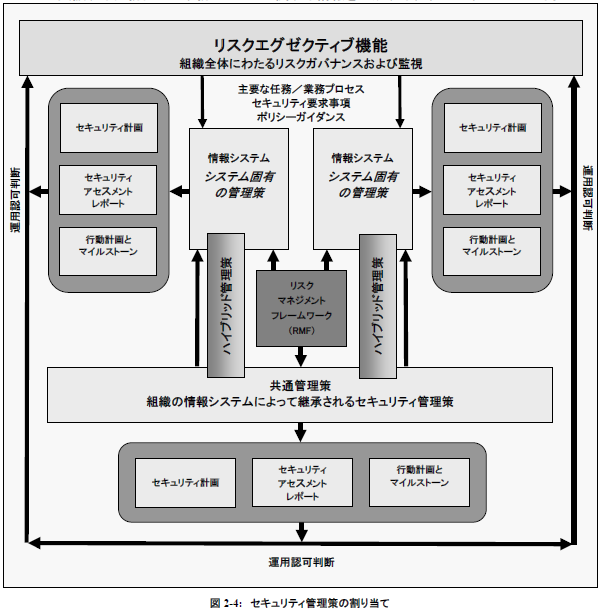 リスクエグゼクティブ機能
組織全体にわたるリスクガバナンスおよび監視
主要な任務／業務プロセス
セキュリティ要求事項
ポリシーガイダンス
セキュリティ計画
セキュリティ
アセスメント
レポート
行動計画と
マイルストーン
運用認可判断
情報システム
システム固有
の管理策
情報システム
システム固有
の管理策
セキュリティ計画
セキュリティ
アセスメント
レポート
行動計画と
マイルストーン
運用認可判断
ハイブリッド管理策
リスク
マネジメント
フレームワーク
（RMF）
ハイブリッド管理策
共通管理策
組織の情報システムによって継承されるセキュリティ管理策
セキュリティ計画
セキュリティ
アセスメント
レポート
行動計画と
マイルストーン
運用認可判断
図 2-4: セキュリティ管理策の割り当て